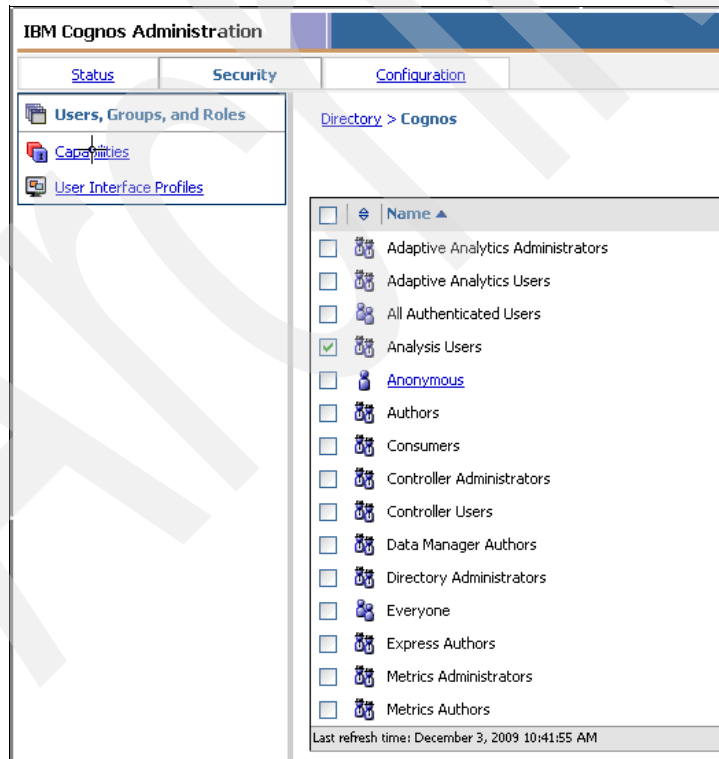 IBM Cognos Administration
Status Security Configuration
Users, Groups, and Roles
Capabilities
User Interface Profiles
Directory > Cognos
Name
Adaptive Analytics Administrators
Adaptive Analytics Users
All Authenticated Users
Analysis Users
Anonymous
Authors
Consumers
Controller Administrators
Controller Users
Data Manager Authors
Directory Administrators
Everyone
Express Authors
Metrics Administrators
Metrics Authors
Last refresh time: December 3, 2009 10:41:55 AM